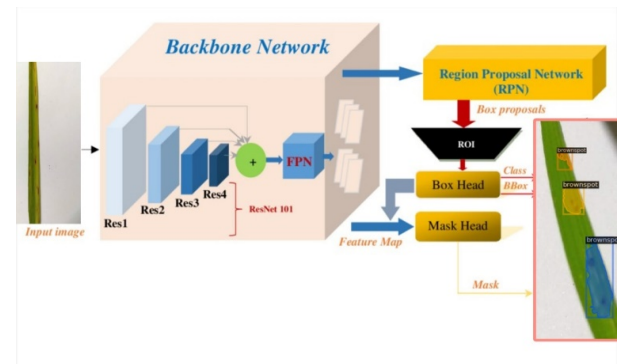 Backbone Network
Region Proposal Network
(RPN)
Box proposals
ROI
Class
Box Head
BBox
Mask Head
Feature Map
Mask
Input image
Res1
Res2
Res3
Res4
+
FPN
ResNet 101
brownspot
brownspot
brownspot